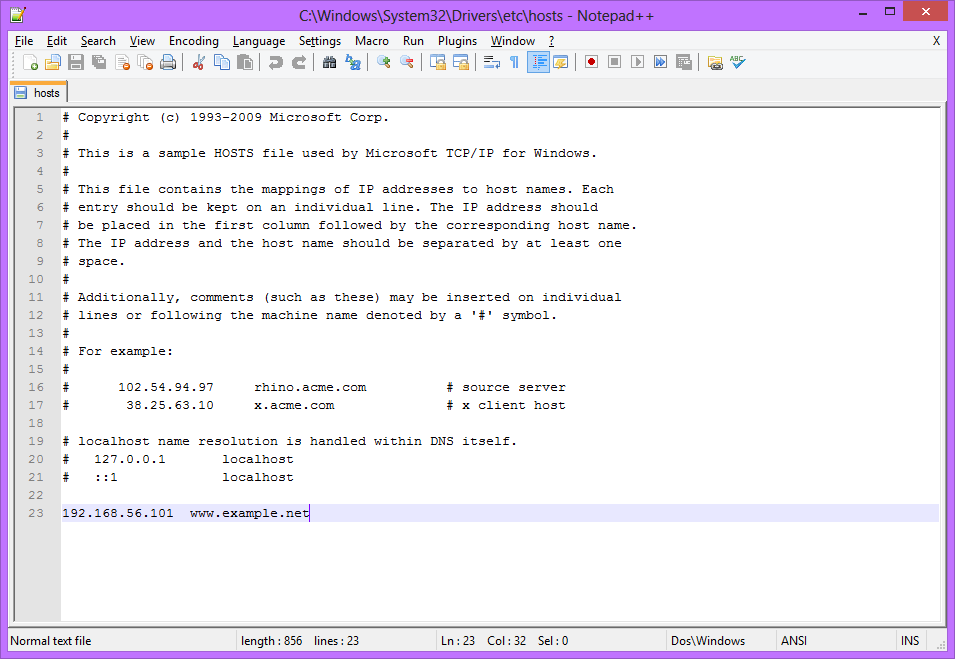 C:\Windows\System32\Drivers\etc\hosts - Notepad++
File Edit Search View Encoding Language Settings Macro Run Plugins Window ? X
hosts
1 # Copyright (c) 1993-2009 Microsoft Corp.
2 #
3 # This is a sample HOSTS file used by Microsoft TCP/IP for Windows.
4 #
5 # This file contains the mappings of IP addresses to host names. Each
6 # entry should be kept on an individual line. The IP address should
7 # be placed in the first column followed by the corresponding host name.
8 # The IP address and the host name should be separated by at least one
9 # space.
10 #
11 # Additionally, comments (such as these) may be inserted on individual
12 # lines or following the machine name denoted by a '#' symbol.
13 #
14 # For example:
15 #
16 #      102.54.94.97     rhino.acme.com          # source server
17 #       38.25.63.10     x.acme.com              # x client host
18
19 # localhost name resolution is handled within DNS itself.
20 #   127.0.0.1       localhost
21 #   ::1             localhost
22
23 192.168.56.101  www.example.net
Normal text file length : 856 lines : 23 Ln : 23 Col : 32 Sel : 0 Dos\Windows ANSI INS